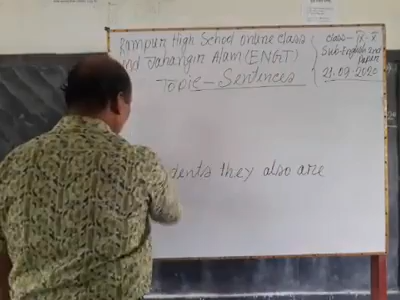 Rampur High School online class
and Jahangir Alam (ENGT)
Topic - Sentences
class - IX-X
Sub-English 2nd
Paper
21.09.2020
dents they also are